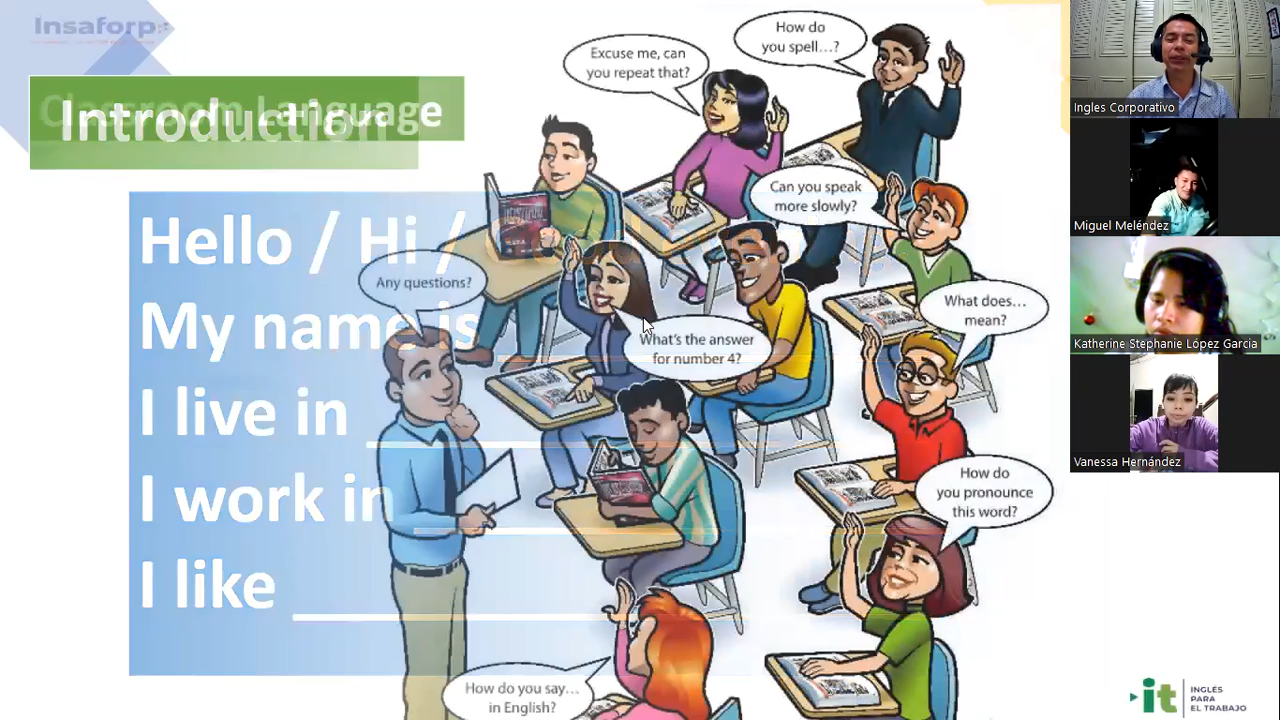 Insaforp
Classroom Language
Introduction
Hello / Hi /
My name is
I live in
I work in
I like
How do
you spell…?
Excuse me, can
you repeat that?
Can you speak
more slowly?
Any questions?
What's the answer
for number 4?
What does…
mean?
How do
you pronounce
this word?
How do you say…
in English?
Ingles Corporativo
Miguel Meléndez
Katherine Stephanie López García
Vanessa Hernández
it
INGLÉS
PARA
EL TRABAJO